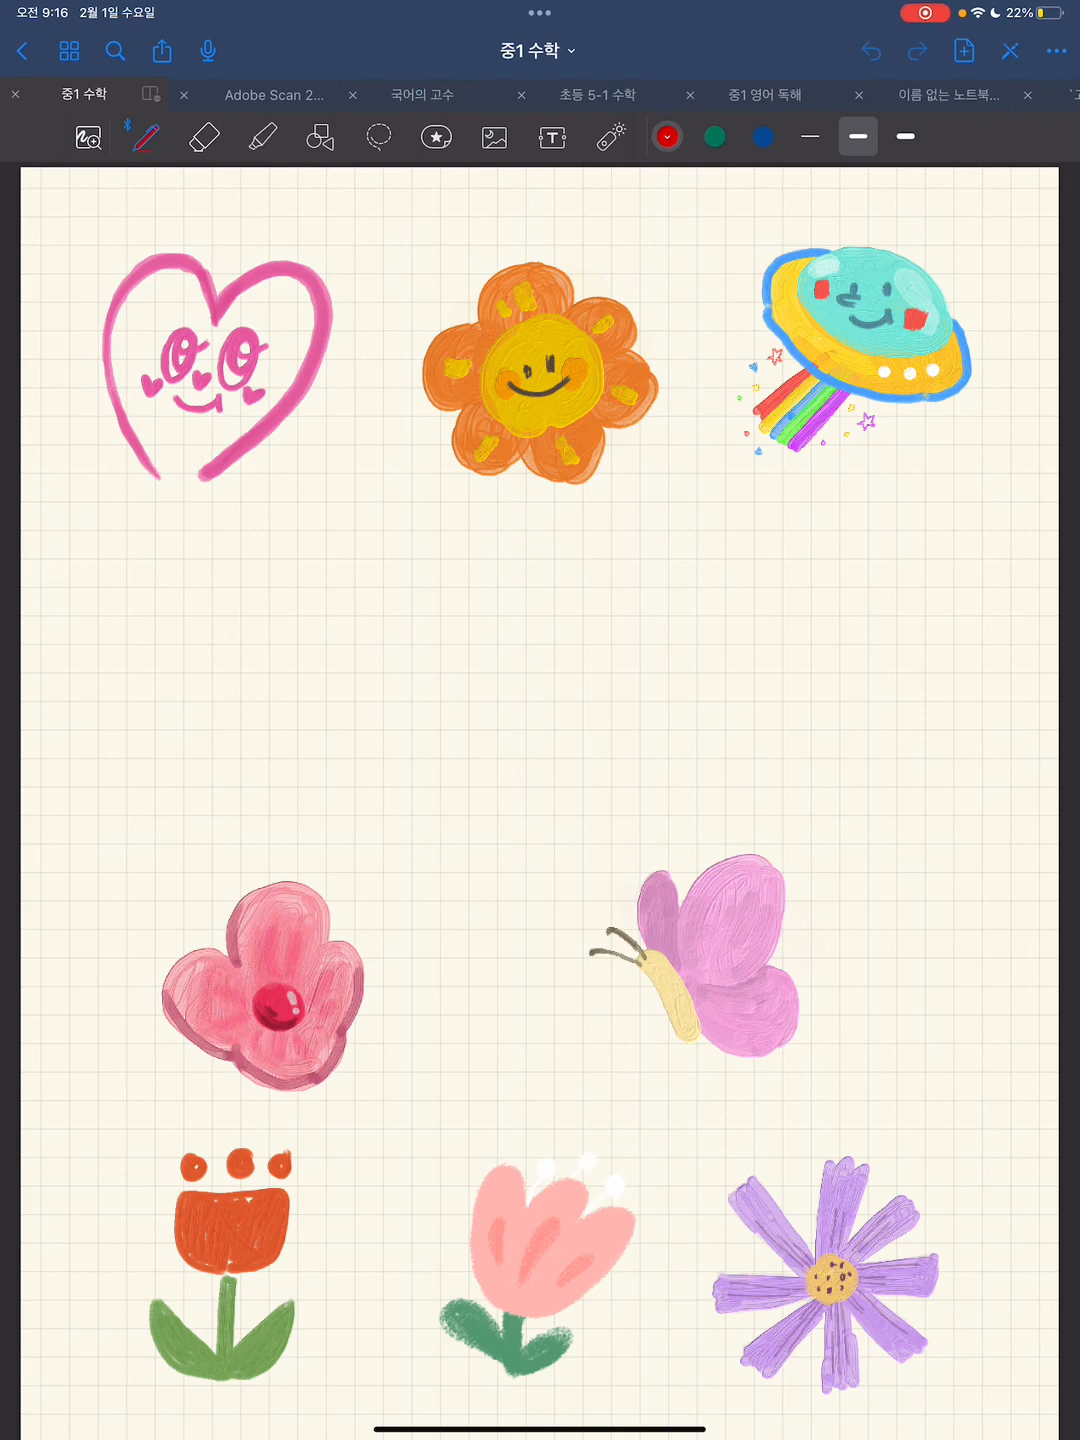 오전 9:16 2월 1일 수요일 22%
중1 수학
중1 수학 Adobe Scan 2... 국어의 고수 초등 5-1 수학 중1 영어 독해 이름 없는 노트북...
T